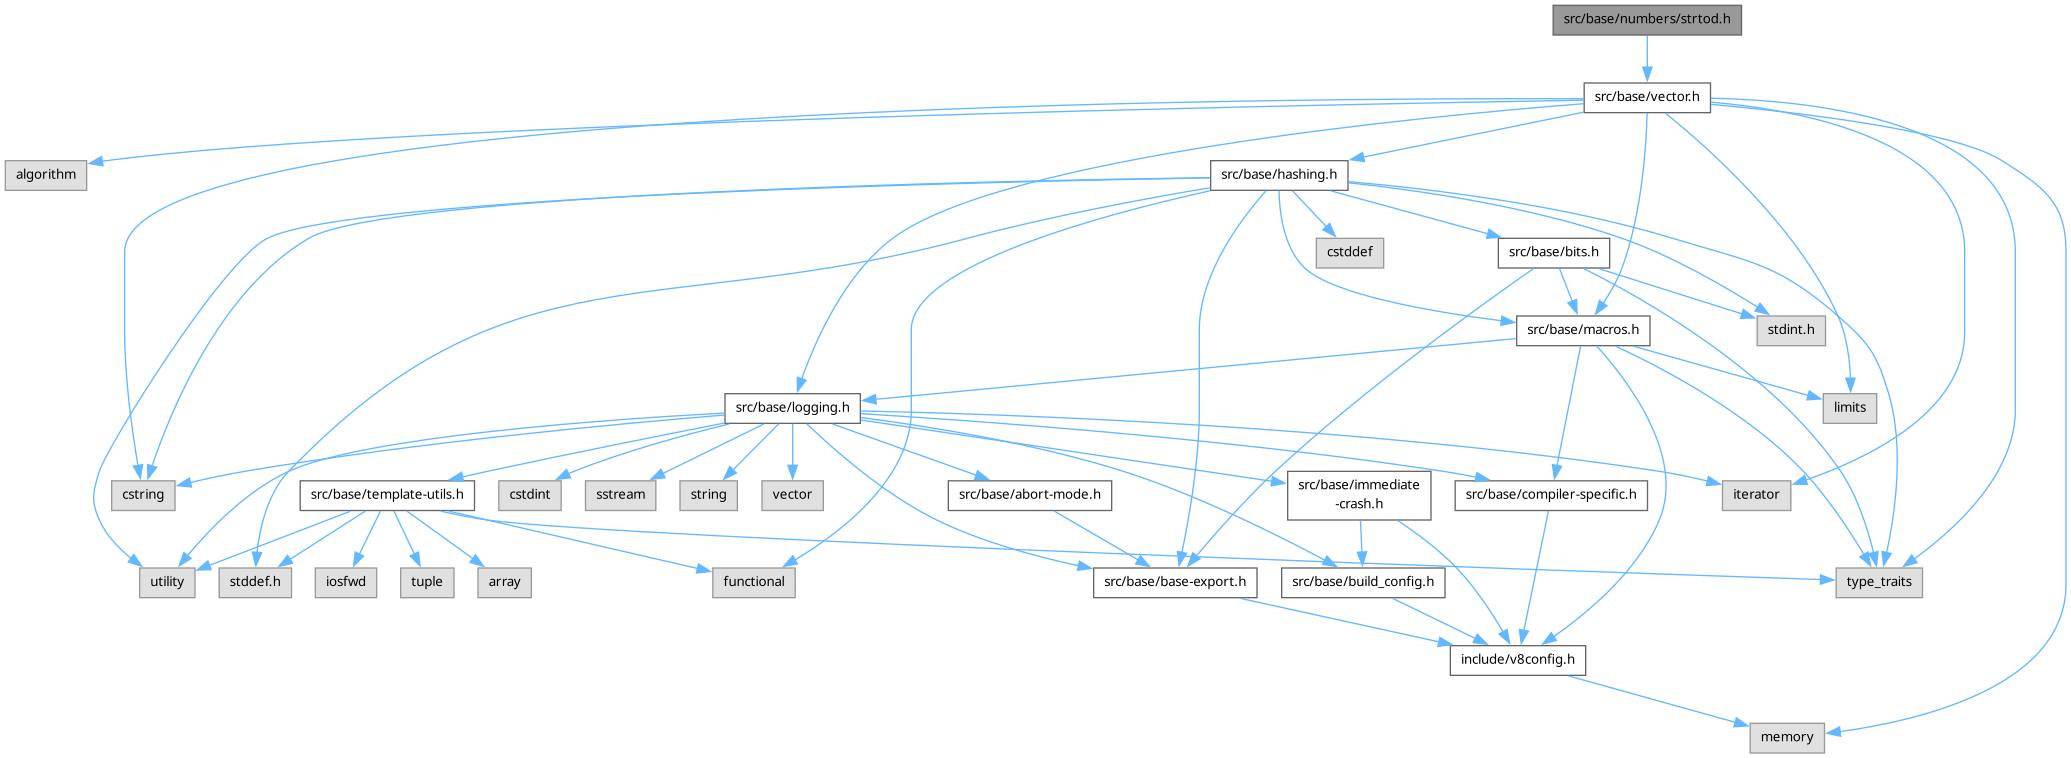 src/base/numbers/strtod.h
src/base/vector.h
algorithm
src/base/hashing.h
cstddef
src/base/bits.h
src/base/macros.h
stdint.h
src/base/logging.h
limits
cstring
src/base/template-utils.h
cstdint
sstream
string
vector
src/base/abort-mode.h
src/base/immediate
-crash.h
src/base/compiler-specific.h
iterator
utility
stddef.h
iosfwd
tuple
array
functional
src/base/base-export.h
src/base/build_config.h
type_traits
include/v8config.h
memory